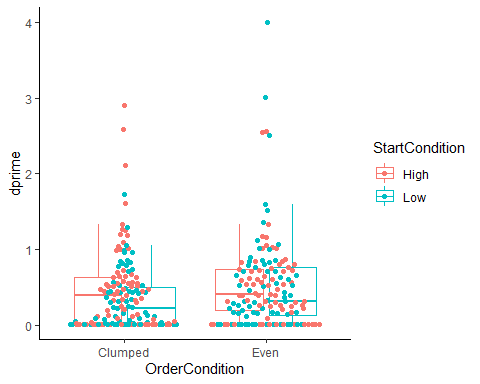 4
3
2
1
0
dprime
Clumped
Even
OrderCondition
StartCondition
High
Low